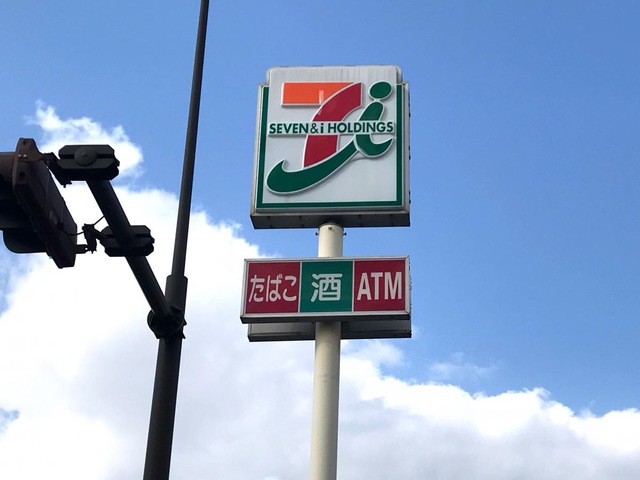 SEVEN & i HOLDINGS
たばこ 酒 ATM